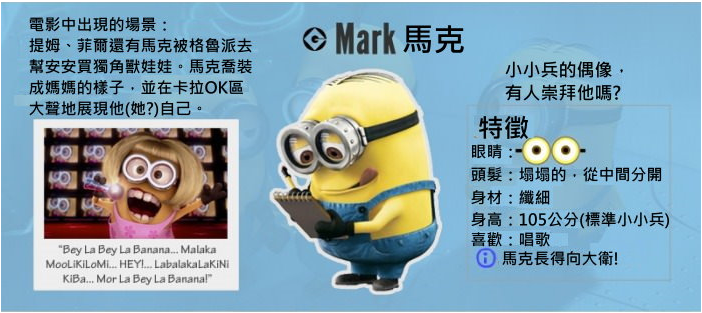 電影中出現的場景：
提姆、菲爾還有馬克被格魯派去
幫安安買獨角獸娃娃。馬克喬裝
成媽媽的樣子，並在卡拉OK區
大聲地展現他(她?)自己。
Mark 馬克
小小兵的偶像，
有人崇拜他嗎?
特徵
眼睛：
頭髮：塌塌的，從中間分開
身材：纖細
身高：105公分(標準小小兵)
喜歡：唱歌
馬克長得向大衛!
"Bey La Bey La Banana... Malaka
MooLiKiLoMi... HEY!... LabalakaLaKiNi
KiBa... Mor La Bey La Banana!"